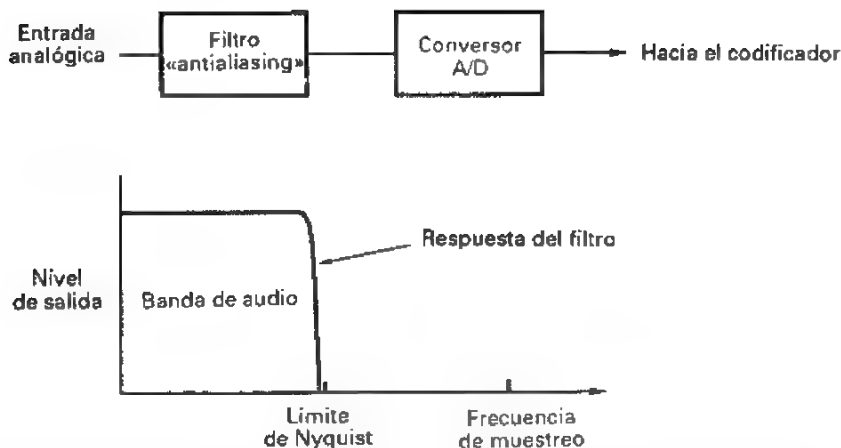 Entrada
analógica
Filtro
«antialiasing»
Conversor
A/D
Hacia el codificador
Nivel
de salida
Banda de audio
Respuesta del filtro
Límite
de Nyquist
Frecuencia
de muestreo